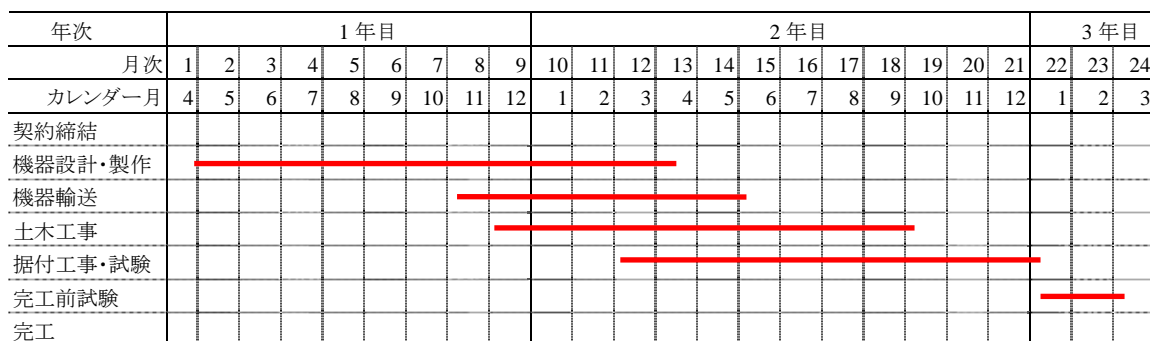 年次 1年目 2年目 3年目
月次 1 2 3 4 5 6 7 8 9 10 11 12 13 14 15 16 17 18 19 20 21 22 23 24
カレンダー月 4 5 6 7 8 9 10 11 12 1 2 3 4 5 6 7 8 9 10 11 12 1 2 3
契約締結
機器設計・製作
機器輸送
土木工事
据付工事・試験
完工前試験
完工